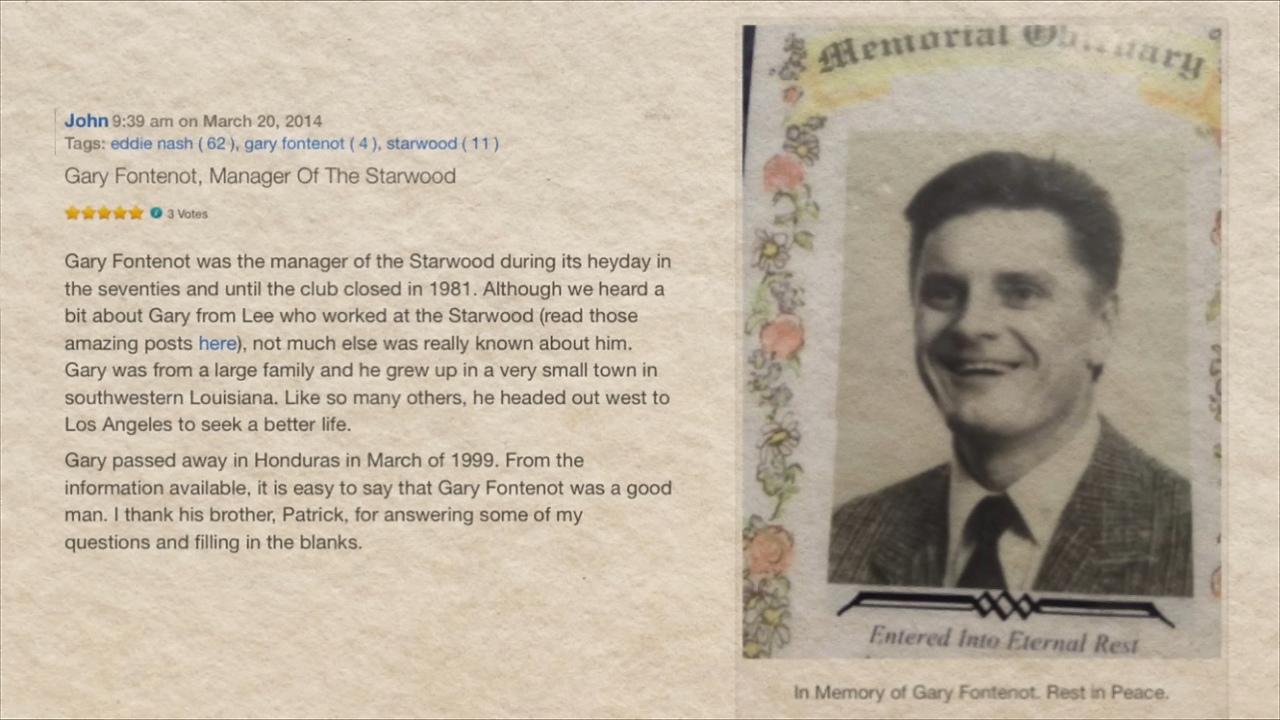 John 9:39 am on March 20, 2014
Tags: eddie nash ( 62 ), gary fontenot ( 4 ), starwood ( 11 )
Gary Fontenot, Manager Of The Starwood
3 Votes
Gary Fontenot was the manager of the Starwood during its heyday in
the seventies and until the club closed in 1981. Although we heard a
bit about Gary from Lee who worked at the Starwood (read those
amazing posts here), not much else was really known about him.
Gary was from a large family and he grew up in a very small town in
southwestern Louisiana. Like so many others, he headed out west to
Los Angeles to seek a better life.
Gary passed away in Honduras in March of 1999. From the
information available, it is easy to say that Gary Fontenot was a good
man. I thank his brother, Patrick, for answering some of my
questions and filling in the blanks.
Memorial Obituary
Entered Into Eternal Rest
In Memory of Gary Fontenot. Rest in Peace.